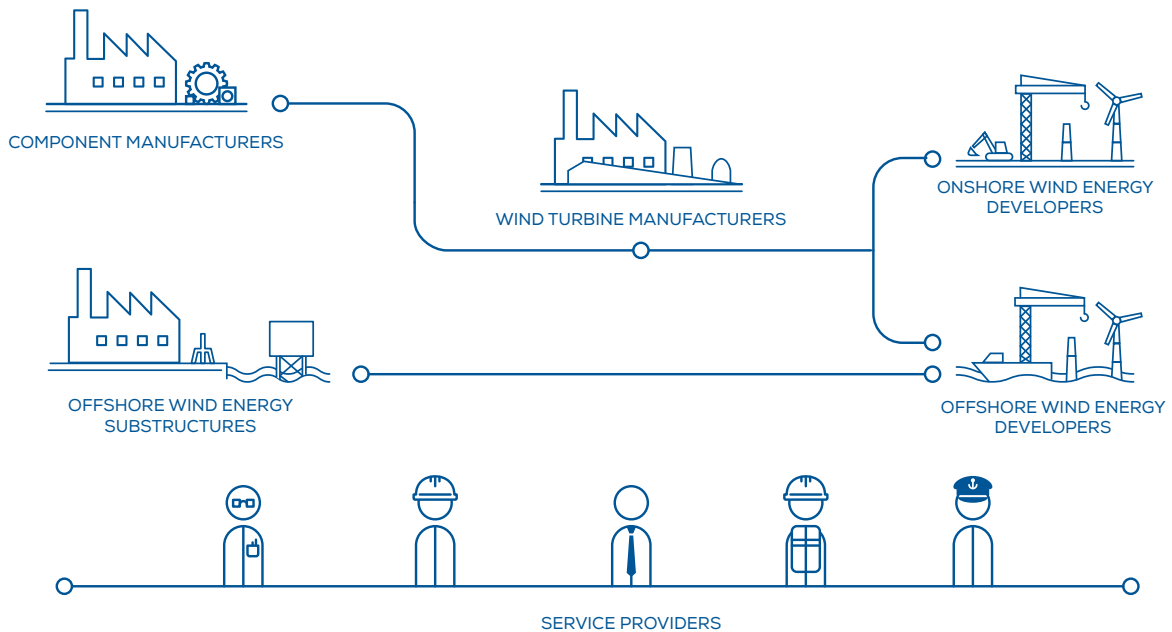 COMPONENT MANUFACTURERS
WIND TURBINE MANUFACTURERS
ONSHORE WIND ENERGY
DEVELOPERS
OFFSHORE WIND ENERGY
SUBSTRUCTURES
OFFSHORE WIND ENERGY
DEVELOPERS
SERVICE PROVIDERS